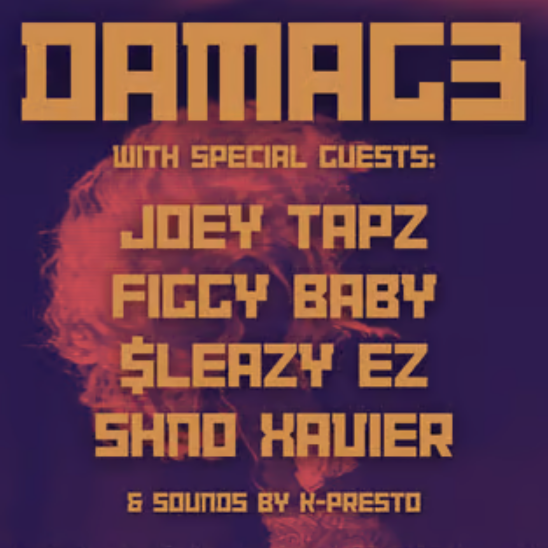 DAMAG3
WITH SPECIAL GUESTS:
JOEY TAPZ
FIGGY BABY
$LEAZY EZ
SHNO XAVIER
& SOUNDS BY K-PRESTO